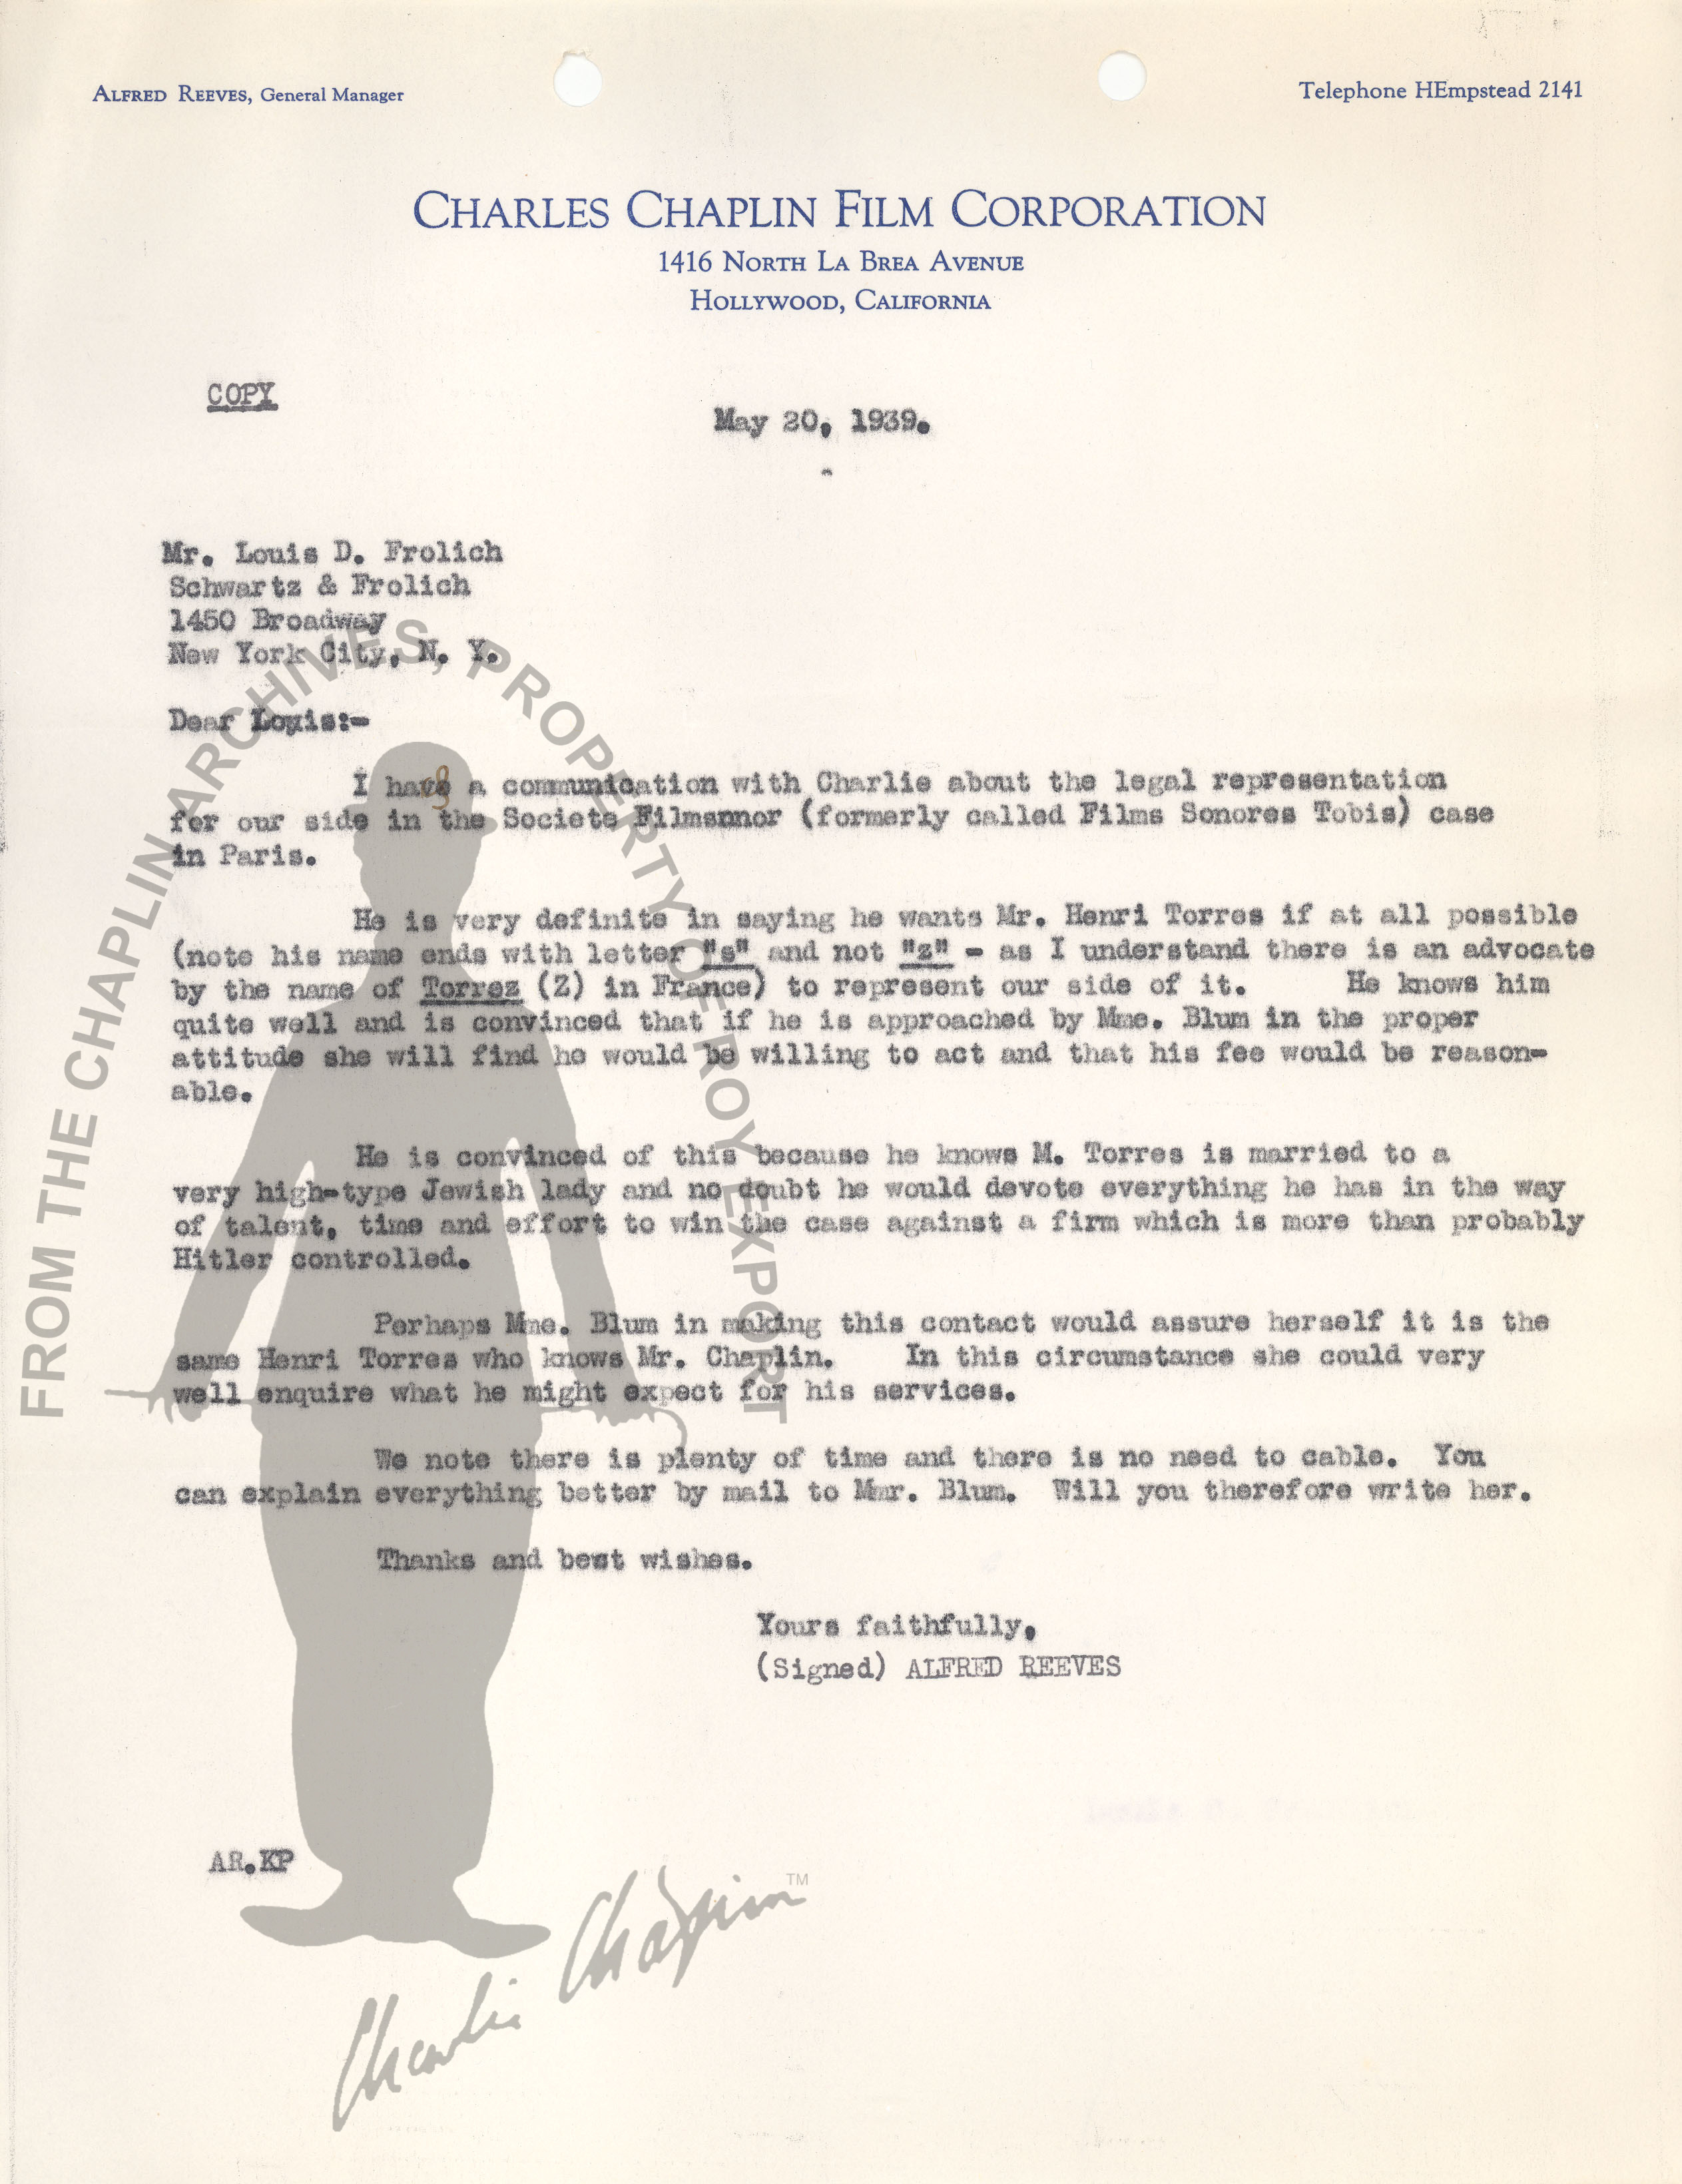 ALFRED REEVES, General Manager
Telephone HEmpstead 2141
CHARLES CHAPLIN FILM CORPORATION
1416 NORTH LA BREA AVENUE
HOLLYWOOD, CALIFORNIA
COPY
May 20, 1939.
Mr. Louis D. Frolich
Schwartz & Frolich
1450 Broadway
New York City, N. Y.
Dear Louis:-
I have a communication with Charlie about the legal representation
for our side in the Societe Filmsonor (formerly called Films Sonores Tobis) case
in Paris.
He is very definite in saying he wants Mr. Henri Torres if at all possible
(note his name ends with letter "s" and not "z" - as I understand there is an advocate
by the name of Torrez (Z) in France) to represent our side of it. He knows him
quite well and is convinced that if he is approached by Mme. Blum in the proper
attitude she will find he would be willing to act and that his fee would be reason-
able.
He is convinced of this because he knows M. Torres is married to a
very high-type Jewish lady and no doubt he would devote everything he has in the way
of talent, time and effort to win the case against a firm which is more than probably
Hitler controlled.
Perhaps Mme. Blum in making this contact would assure herself it is the
same Henri Torres who knows Mr. Chaplin. In this circumstance she could very
well enquire what he might expect for his services.
We note there is plenty of time and there is no need to cable. You
can explain everything better by mail to Mmr. Blum. Will you therefore write her.
Thanks and best wishes.
Yours faithfully,
(Signed) ALFRED REEVES
AR.KP
FROM THE CHAPLIN ARCHIVES, PROPERTY OF ROY EXPORT
Charlie Chaplin™